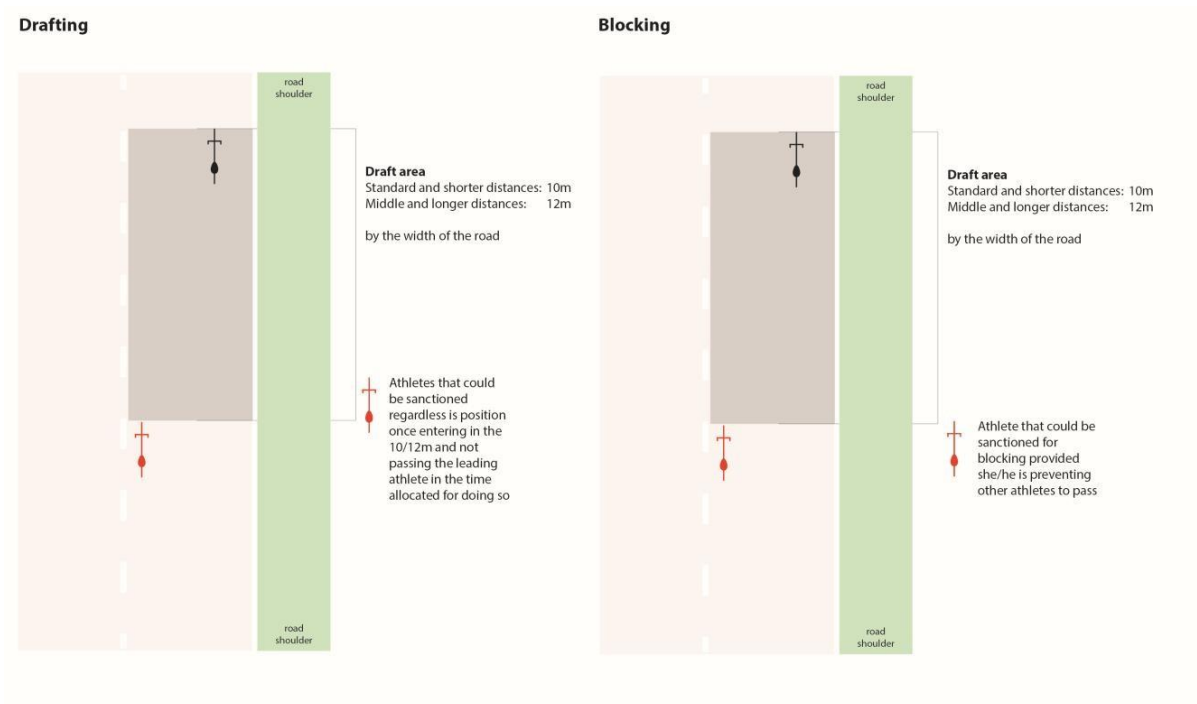 Drafting
road
shoulder
Draft area
Standard and shorter distances: 10m
Middle and longer distances: 12m
by the width of the road
Athletes that could
be sanctioned
regardless is position
once entering in the
10/12m and not
passing the leading
athlete in the time
allocated for doing so
road
shoulder
Blocking
road
shoulder
Draft area
Standard and shorter distances: 10m
Middle and longer distances: 12m
by the width of the road
Athlete that could be
sanctioned for
blocking provided
she/he is preventing
other athletes to pass
road
shoulder